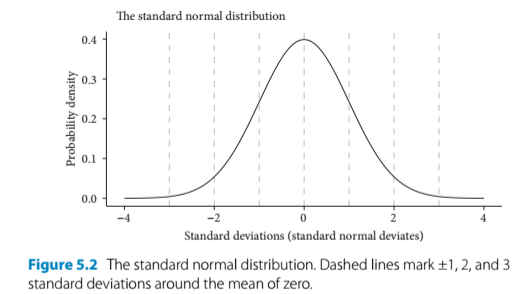 The standard normal distribution
0.4
0.3
0.2
0.1
0.0
Probability density
−4
−2
0
2
4
Standard deviations (standard normal deviates)
Figure 5.2 The standard normal distribution. Dashed lines mark ±1, 2, and 3
standard deviations around the mean of zero.